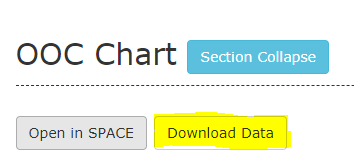 OOC Chart Section Collapse
Open in SPACE Download Data